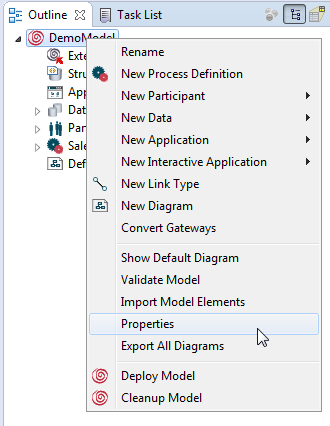 Outline Task List
DemoModel
Exte
Rename
Stru
New Process Definition
App
New Participant
Dat
New Data
Par
New Application
Sale
New Interactive Application
Def
New Link Type
New Diagram
Convert Gateways
Show Default Diagram
Validate Model
Import Model Elements
Properties
Export All Diagrams
Deploy Model
Cleanup Model